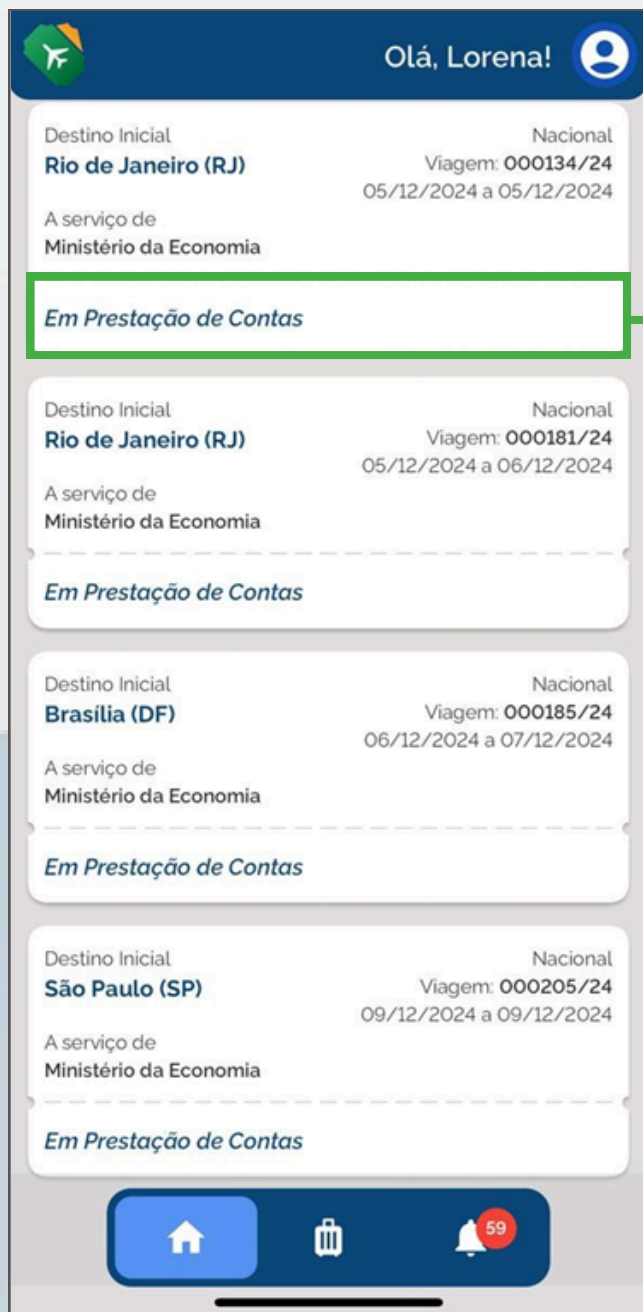 Olá, Lorena!
Destino Inicial
Nacional
Rio de Janeiro (RJ)
Viagem: 000134/24
05/12/2024 a 05/12/2024
A serviço de
Ministério da Economia
Em Prestação de Contas
Destino Inicial
Nacional
Rio de Janeiro (RJ)
Viagem: 000181/24
05/12/2024 a 06/12/2024
A serviço de
Ministério da Economia
Em Prestação de Contas
Destino Inicial
Nacional
Brasília (DF)
Viagem: 000185/24
06/12/2024 a 07/12/2024
A serviço de
Ministério da Economia
Em Prestação de Contas
Destino Inicial
Nacional
São Paulo (SP)
Viagem: 000205/24
09/12/2024 a 09/12/2024
A serviço de
Ministério da Economia
Em Prestação de Contas
59